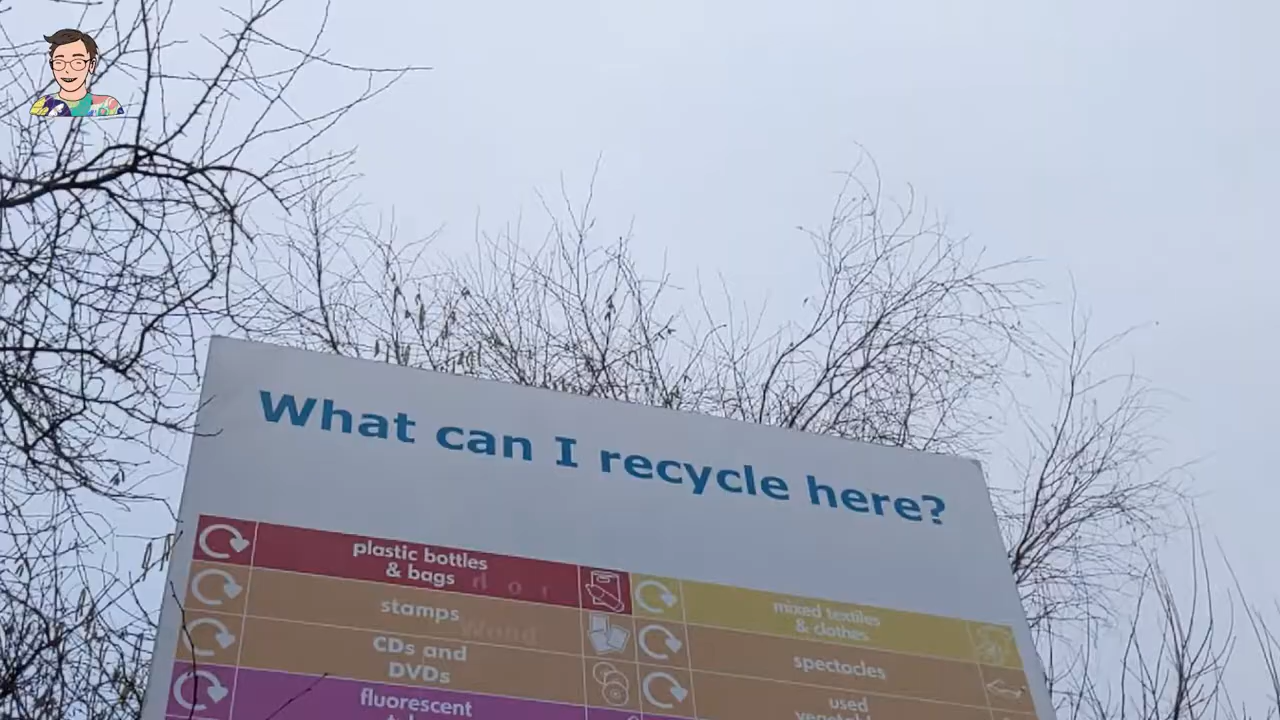 What can I recycle here?
plastic bottles
& bags
stamps
CDs and
DVDs
fluorescent
mixed textiles
& clothes
spectacles
used